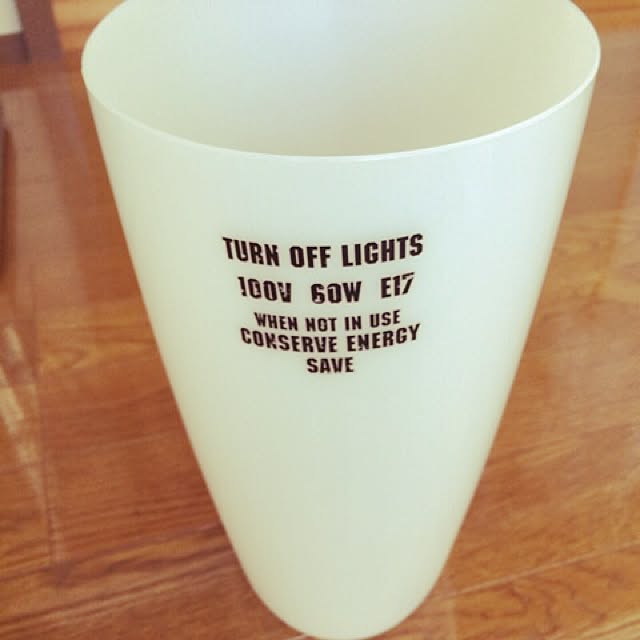 TURN OFF LIGHTS
100V 60W E17
WHEN NOT IN USE
CONSERVE ENERGY
SAVE